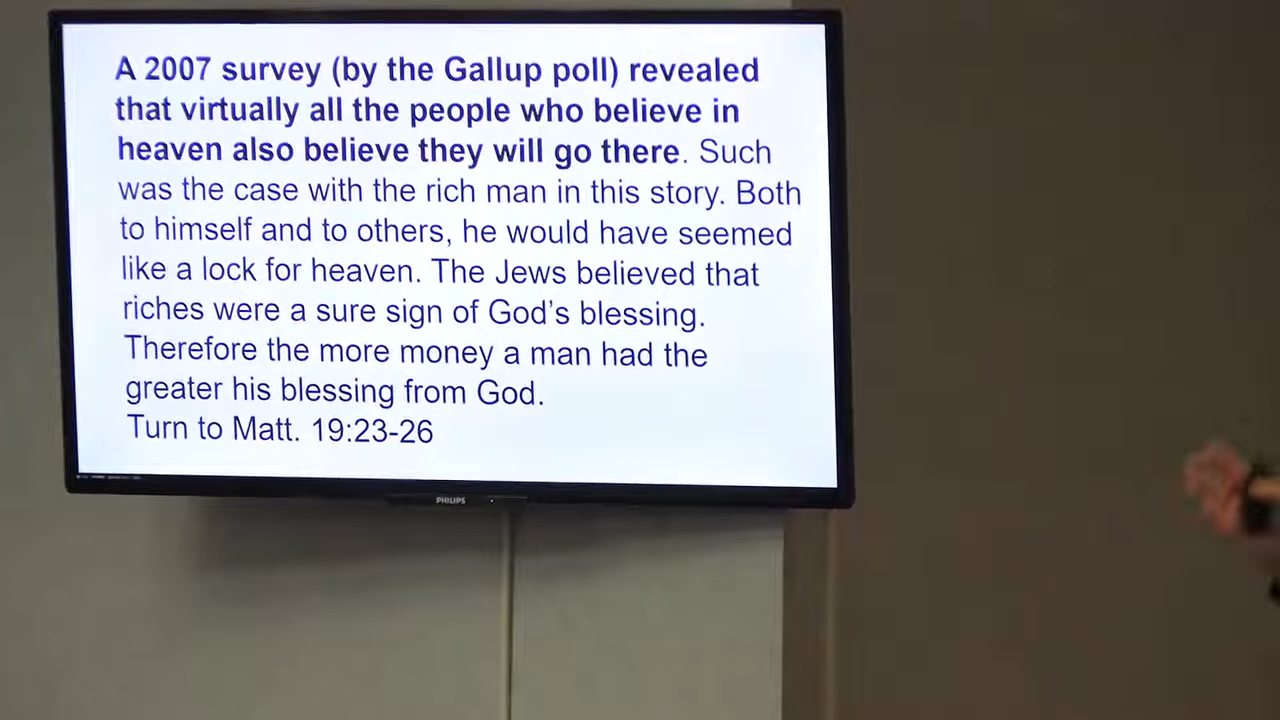 A 2007 survey (by the Gallup poll) revealed
that virtually all the people who believe in
heaven also believe they will go there. Such
was the case with the rich man in this story. Both
to himself and to others, he would have seemed
like a lock for heaven. The Jews believed that
riches were a sure sign of God's blessing.
Therefore the more money a man had the
greater his blessing from God.
Turn to Matt. 19:23-26
PHILIPS